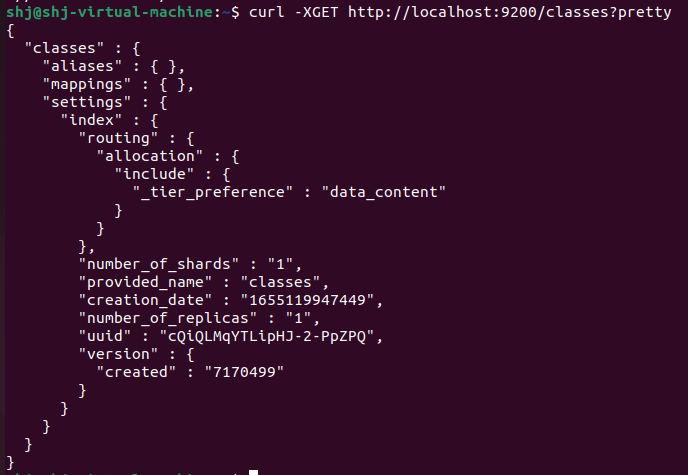 shj@shj-virtual-machine:~$ curl -XGET http://localhost:9200/classes?pretty
{
  "classes" : {
    "aliases" : { },
    "mappings" : { },
    "settings" : {
      "index" : {
        "routing" : {
          "allocation" : {
            "include" : {
              "_tier_preference" : "data_content"
            }
          }
        },
        "number_of_shards" : "1",
        "provided_name" : "classes",
        "creation_date" : "1655119947449",
        "number_of_replicas" : "1",
        "uuid" : "cQiQLMqYTLipHJ-2-PpZPQ",
        "version" : {
          "created" : "7170499"
        }
      }
    }
  }
}